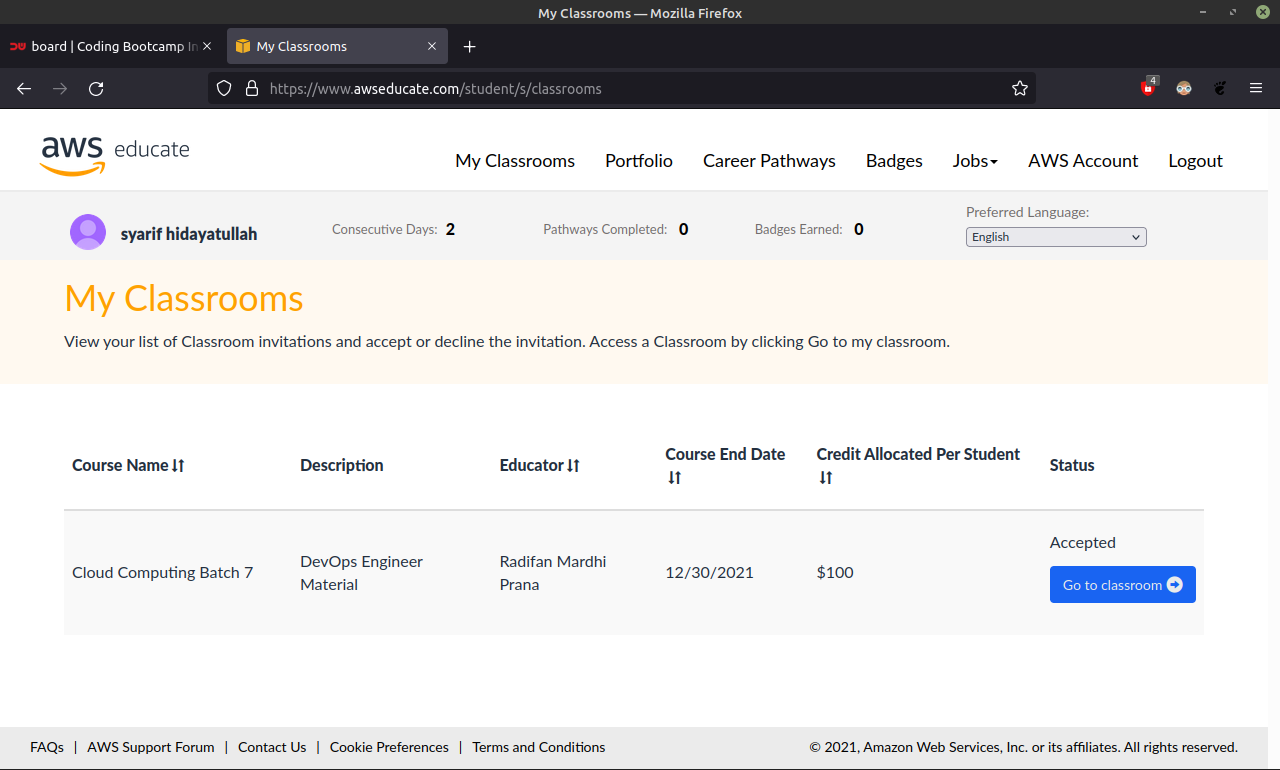 My Classrooms — Mozilla Firefox
board | Coding Bootcamp In
My Classrooms
https://www.awseducate.com/student/s/classrooms
4
aws educate
My Classrooms Portfolio Career Pathways Badges Jobs AWS Account Logout
syarif hidayatullah
Consecutive Days: 2
Pathways Completed: 0
Badges Earned: 0
Preferred Language:
English
My Classrooms
View your list of Classroom invitations and accept or decline the invitation. Access a Classroom by clicking Go to my classroom.
Course Name Description Educator Course End Date Credit Allocated Per Student Status
Cloud Computing Batch 7
DevOps Engineer
Material
Radifan Mardhi
Prana
12/30/2021
$100
Accepted
Go to classroom
FAQs | AWS Support Forum | Contact Us | Cookie Preferences | Terms and Conditions
© 2021, Amazon Web Services, Inc. or its affiliates. All rights reserved.